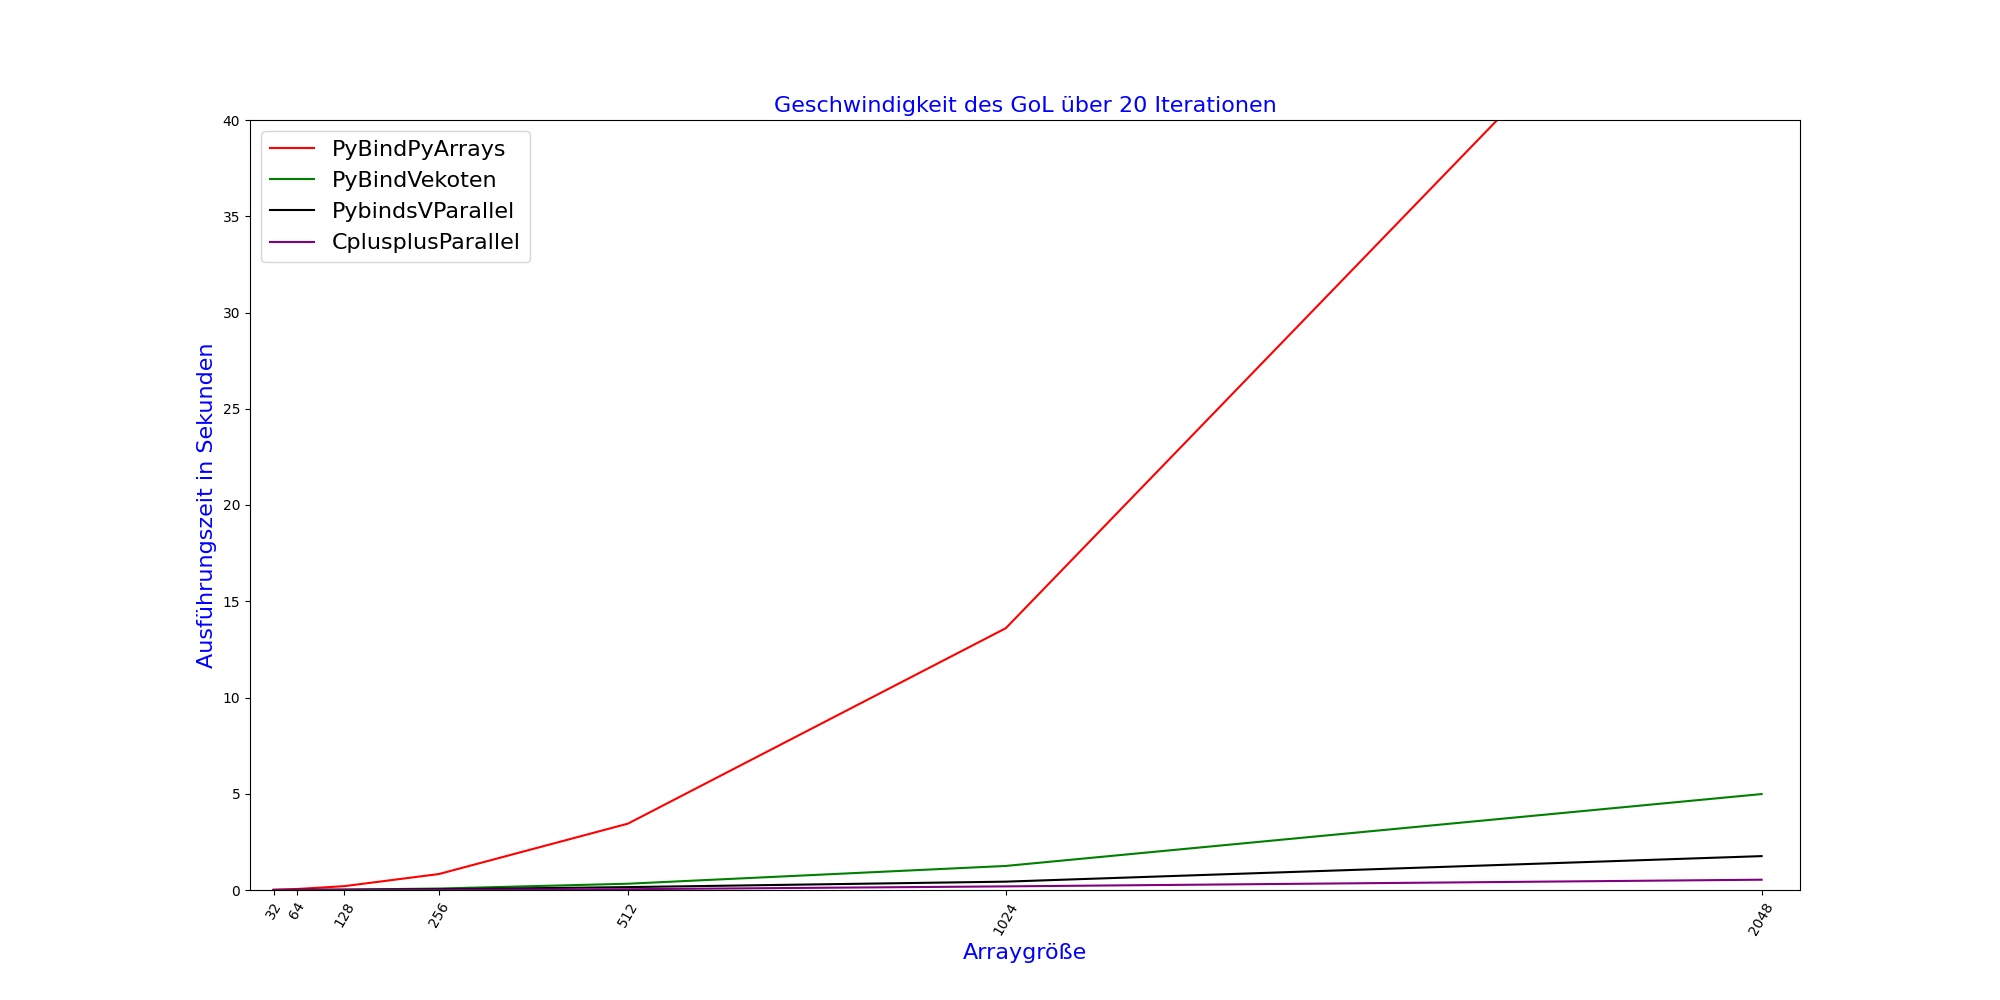 Geschwindigkeit des GoL über 20 Iterationen
PyBindPyArrays
PyBindVekoten
PybindsVParallel
CplusplusParallel
Ausführungszeit in Sekunden
40
35
30
25
20
15
10
5
0
32
64
128
256
512
1024
2048
Arraygröße